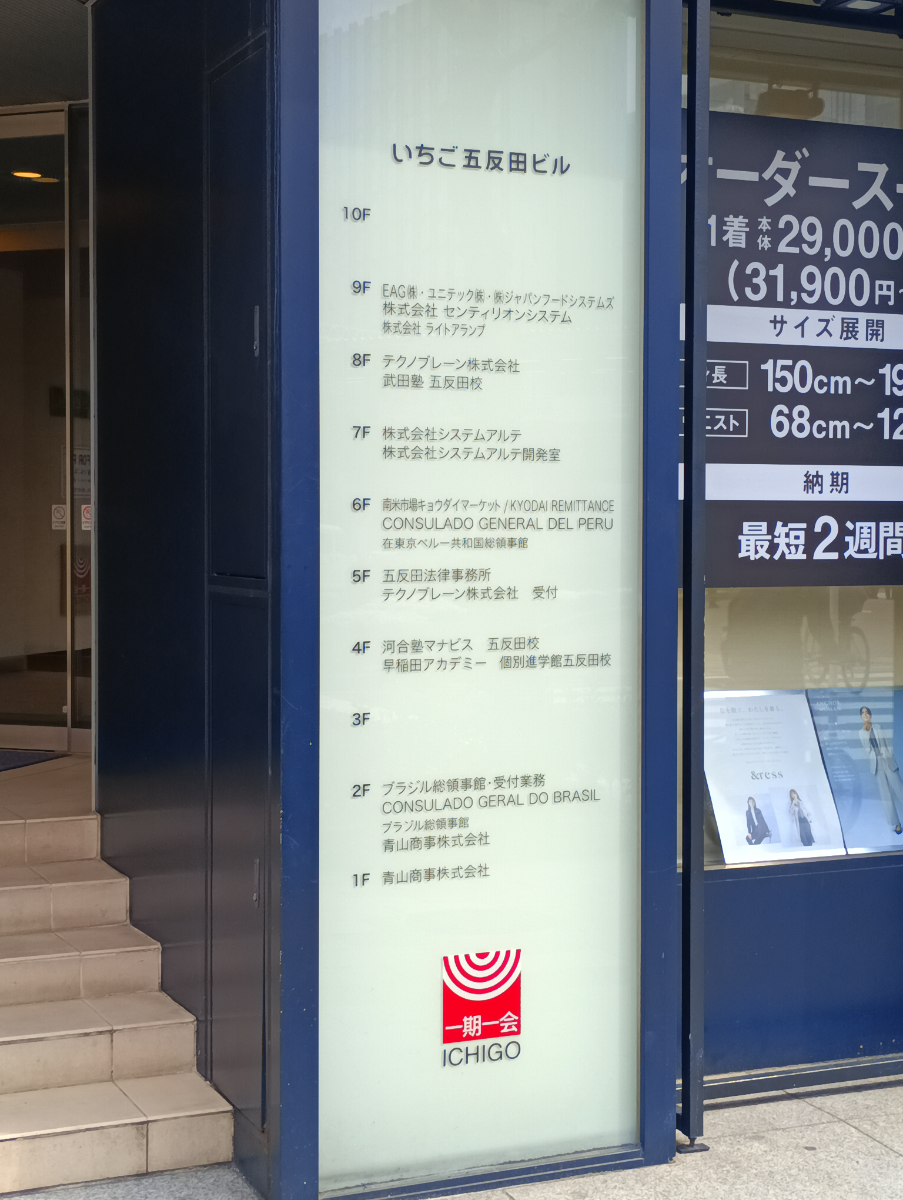 いちご五反田ビル
10F
9F EAG㈱・ユニテック㈱・㈱ジャパンフードシステムズ
株式会社 センティリオンシステム
株式会社 ライトアランプ
8F テクノブレーン株式会社
武田塾 五反田校
7F 株式会社システムアルテ
株式会社システムアルテ開発室
6F 南米市場キョウダイマーケット / KYODAI REMITTANCE
CONSULADO GENERAL DEL PERU
在東京ペルー共和国総領事館
5F 五反田法律事務所
テクノブレーン株式会社 受付
4F 河合塾マナビス 五反田校
早稲田アカデミー 個別進学館五反田校
3F
2F ブラジル総領事館・受付業務
CONSULADO GERAL DO BRASIL
ブラジル総領事館
青山商事株式会社
1F 青山商事株式会社
一期一会
ICHIGO
オーダースー
1着 本体 29,000
(31,900円~
サイズ展開
長 150cm～19
エスト 68cm～12
納期
最短2週間
&ress